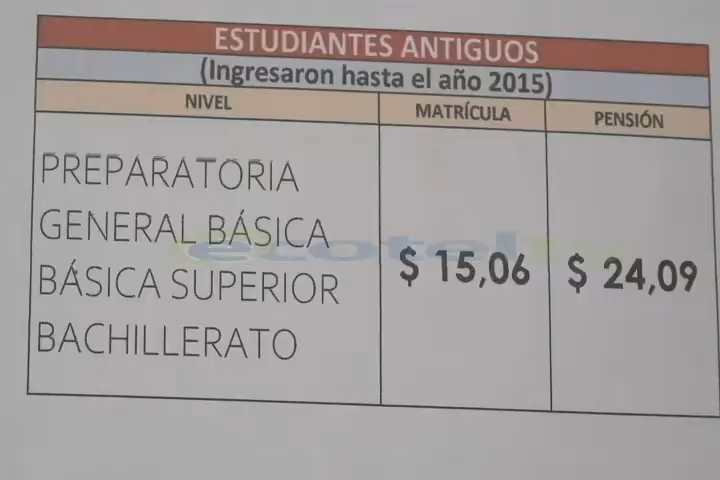 ESTUDIANTES ANTIGUOS
(Ingresaron hasta el año 2015)
NIVEL MATRÍCULA PENSIÓN
PREPARATORIA
GENERAL BÁSICA
ecotel
BÁSICA SUPERIOR $ 15,06 $ 24,09
BACHILLERATO